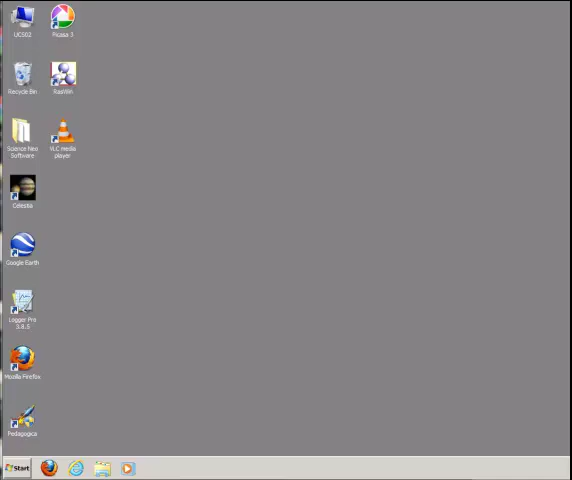 UCS02
Picasa 3
Recycle Bin
RasWin
Science Neo
Software
VLC media
player
Celestia
Google Earth
Logger Pro
3.8.5
Mozilla Firefox
Pedagogica
Start